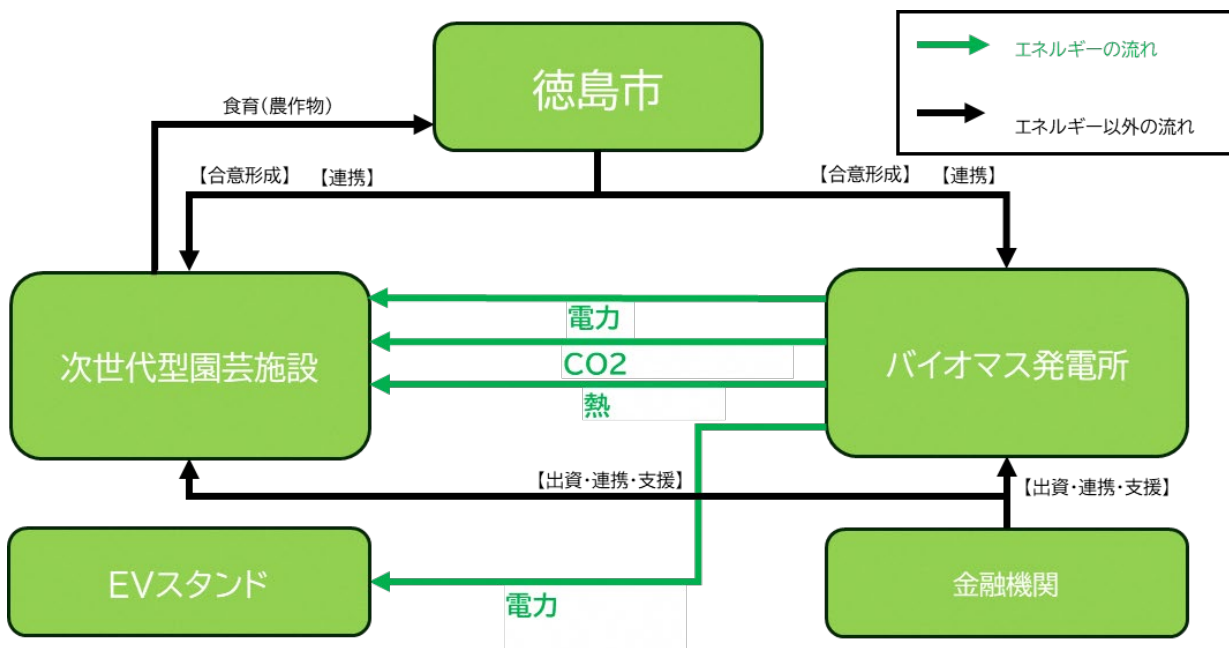 徳島市
エネルギーの流れ
エネルギー以外の流れ
食育(農作物)
【合意形成】 【連携】
【合意形成】 【連携】
次世代型園芸施設
電力
CO2
熱
バイオマス発電所
【出資・連携・支援】
【出資・連携・支援】
EVスタンド
電力
金融機関